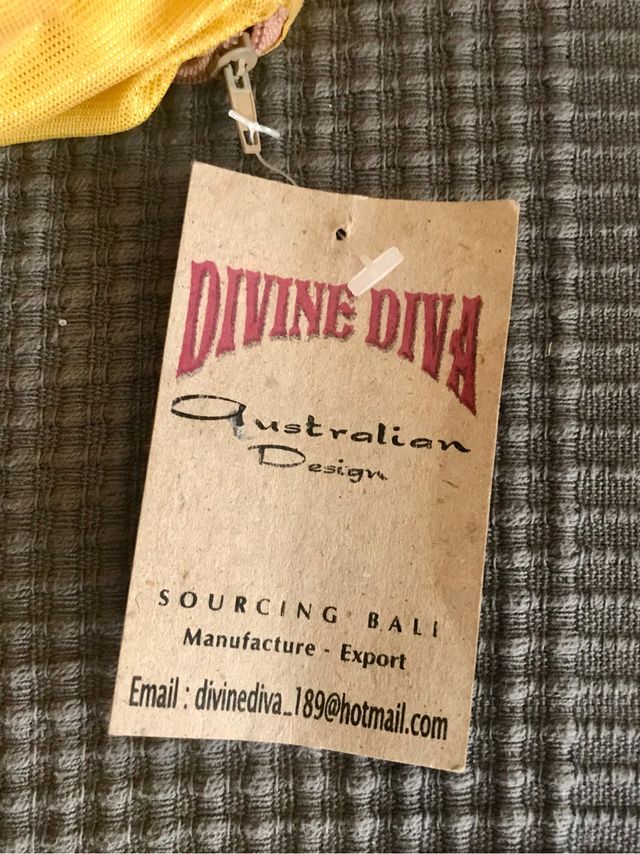 DIVINE DIVA
Australian
Design
SOURCING BALI
Manufacture - Export
Email : divinediva_189@hotmail.com